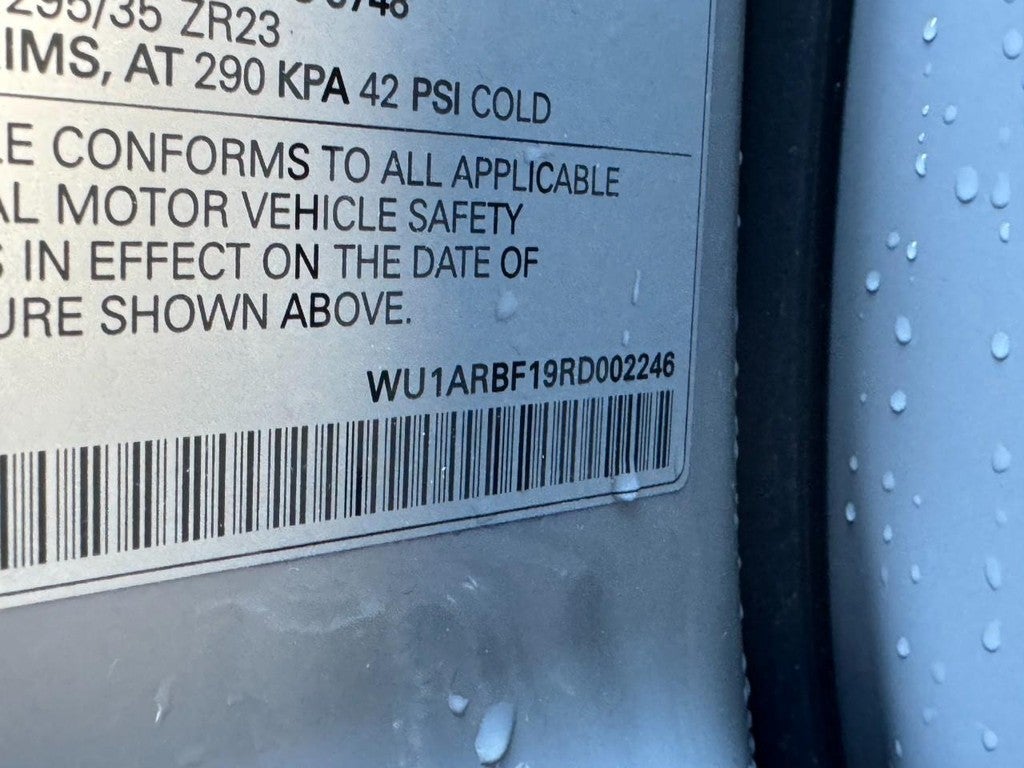 295/35 ZR23
IMS, AT 290 KPA 42 PSI COLD
E CONFORMS TO ALL APPLICABLE
AL MOTOR VEHICLE SAFETY
S IN EFFECT ON THE DATE OF
URE SHOWN ABOVE.
WU1ARBF19RD002246